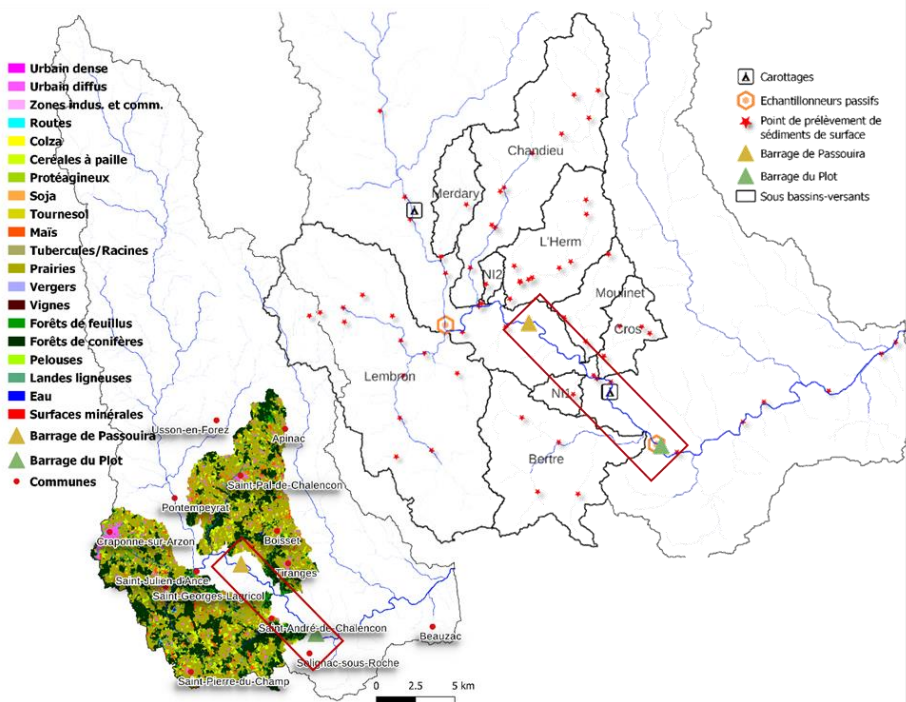 Urbain dense
Urbain diffus
Zones indus. et comm.
Routes
Colza
Ceréales à paille
Protéagineux
Soja
Tournesol
Maïs
Tubercules/Racines
Prairies
Vergers
Vignes
Forêts de feuillus
Forêts de conifères
Pelouses
Landes ligneuses
Eau
Surfaces minérales
Barrage de Passouira
Barrage du Plot
Communes
Carottages
Echantillonneurs passifs
Point de prélèvement de
sédiments de surface
Barrage de Passouira
Barrage du Plot
Sous bassins-versants
Chandieu
Merdary
L'Herm
NI2
Moulinet
Cros
Lembron
NI1
Bertre
Usson-en-Forez
Apinac
Saint-Pal-de-Chalencon
Pontempeyrat
Craponne-sur-Arzon
Boisset
Tiranges
Saint-Julien-d'Ance
Saint-Georges-Lagricol
Saint-André-de-Chalencon
Beauzac
Solignac-sous-Roche
Saint-Pierre-du-Champ
0 2.5 5 km